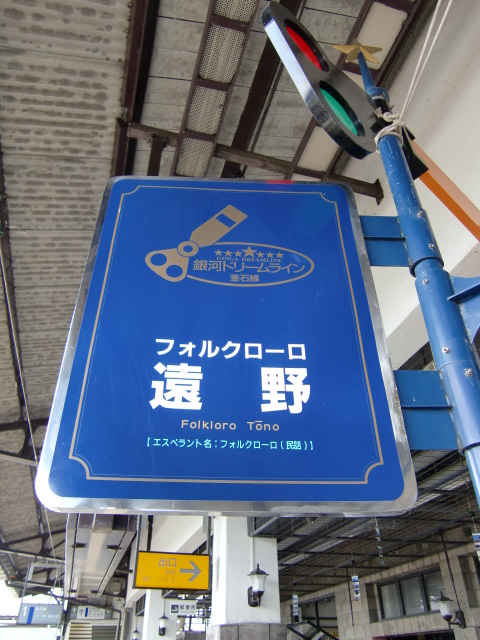 ★★★★★★★
GINGA DREAMLINE
銀河ドリームライン
釜石線
フォルクローロ
遠野
Folkloro Tōno
【エスペラント名：フォルクローロ(民話)】
出口